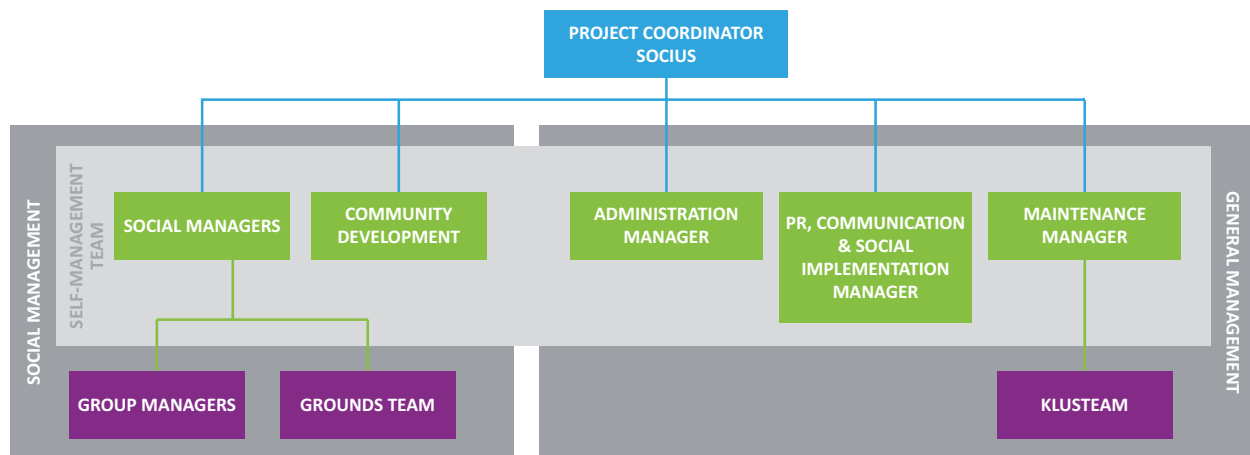 PROJECT COORDINATOR
SOCIUS
SOCIAL MANAGEMENT
SELF-MANAGEMENT
TEAM
SOCIAL MANAGERS
COMMUNITY
DEVELOPMENT
ADMINISTRATION
MANAGER
PR, COMMUNICATION
& SOCIAL
IMPLEMENTATION
MANAGER
MAINTENANCE
MANAGER
GENERAL MANAGEMENT
GROUP MANAGERS
GROUNDS TEAM
KLUSTEAM